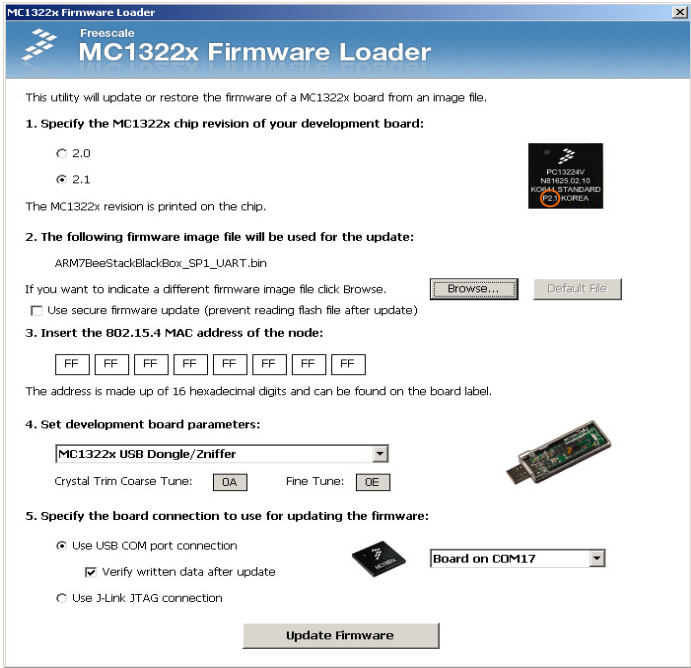 MC1322x Firmware Loader
Freescale
MC1322x Firmware Loader
This utility will update or restore the firmware of a MC1322x board from an image file.
1. Specify the MC1322x chip revision of your development board:
2.0
2.1
PC13224V
N81625.02.10
KO644 STANDARD
P2.1 KOREA
The MC1322x revision is printed on the chip.
2. The following firmware image file will be used for the update:
ARM7BeeStackBlackBox_SP1_UART.bin
If you want to indicate a different firmware image file click Browse.
Browse...
Default File
Use secure firmware update (prevent reading flash file after update)
3. Insert the 802.15.4 MAC address of the node:
FF FF FF FF FF FF FF FF
The address is made up of 16 hexadecimal digits and can be found on the board label.
4. Set development board parameters:
MC1322x USB Dongle/Zniffer
Crystal Trim Coarse Tune: 0A Fine Tune: 0E
5. Specify the board connection to use for updating the firmware:
Use USB COM port connection
MC1322x
Board on COM17
Verify written data after update
Use J-Link JTAG connection
Update Firmware